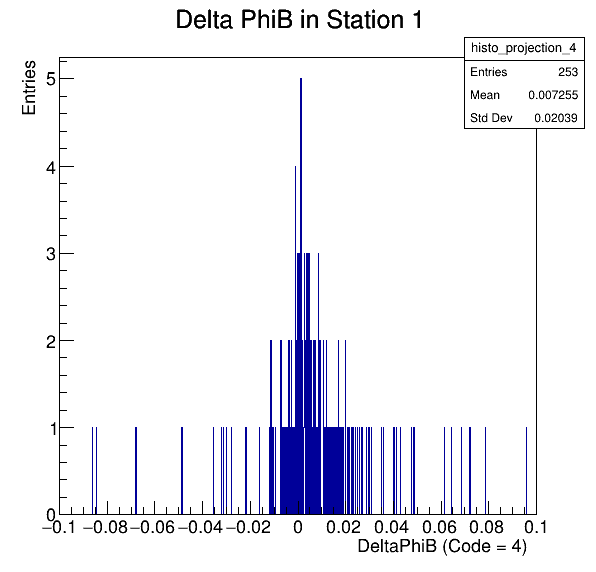 Delta PhiB in Station 1
histo_projection_4
Entries 253
Mean 0.007255
Std Dev 0.02039
Entries
5
4
3
2
1
0
−0.1 −0.08 −0.06 −0.04 −0.02 0 0.02 0.04 0.06 0.08 0.1
DeltaPhiB (Code = 4)